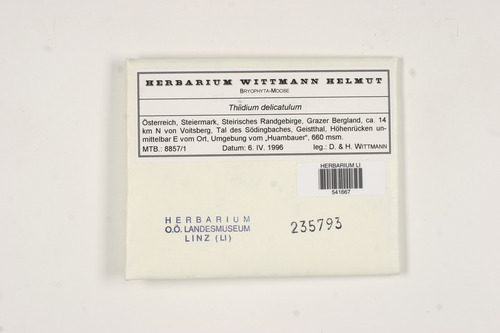 HERBARIUM WITTMANN HELMUT
BRYOPHYTA-MOOSE
Thiidium delicatulum
Österreich, Steiermark, Steirisches Randgebirge, Grazer Bergland, ca. 14
km N von Voitsberg, Tal des Södingbaches, Geistthal, Höhenrücken un-
mittelbar E vom Ort, Umgebung vom „Huambauer", 660 msm.
MTB.: 8857/1 Datum: 6. IV. 1996 leg.: D. & H. WITTMANN
HERBARIUM LI
541667
HERBARIUM
O.Ö. LANDESMUSEUM
LINZ (LI)
235793